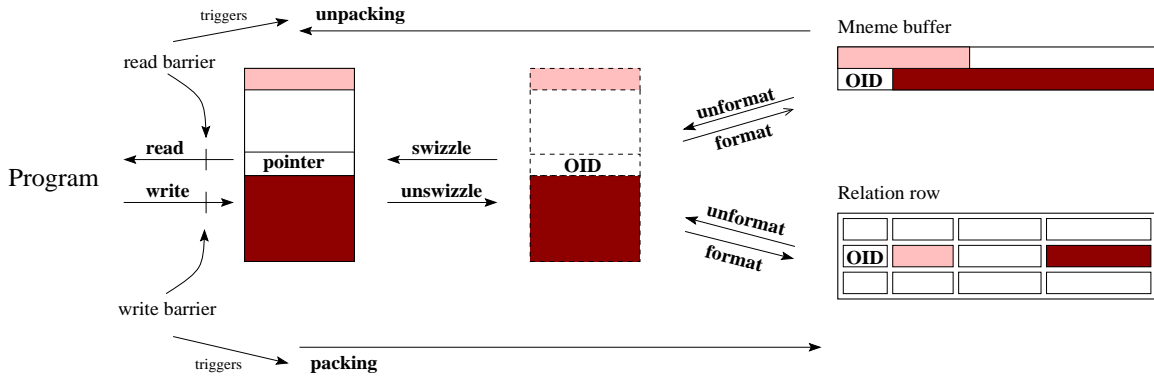 triggers
unpacking
Mneme buffer
read barrier
OID
unformat
format
read
pointer
swizzle
OID
Program
write
unswizzle
Relation row
unformat
format
OID
write barrier
triggers
packing